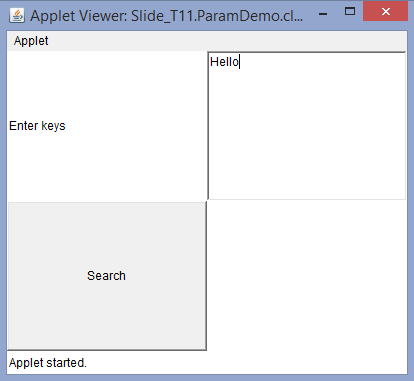 Applet Viewer: Slide_T11.ParamDemo.cl...
Applet
Hello
Enter keys
Search
Applet started.